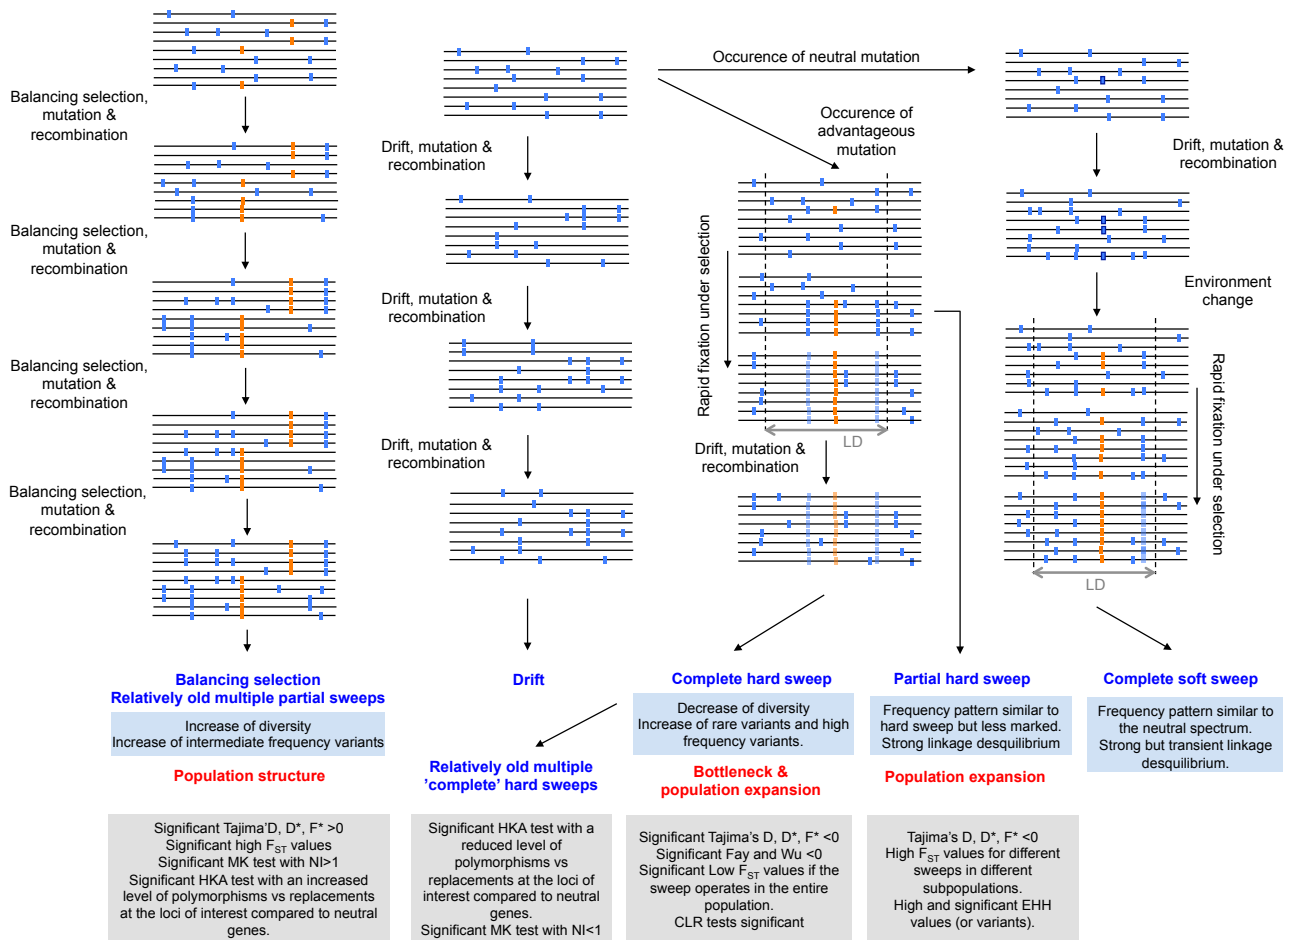 Balancing selection,
mutation &
recombination
Balancing selection,
mutation &
recombination
Balancing selection,
mutation &
recombination
Balancing selection,
mutation &
recombination
Drift, mutation &
recombination
Drift, mutation &
recombination
Drift, mutation &
recombination
Occurence of neutral mutation
Occurence of
advantageous
mutation
Rapid fixation under selection
LD
Drift, mutation &
recombination
Drift, mutation &
recombination
Environment
change
Rapid fixation under selection
LD
Balancing selection
Relatively old multiple partial sweeps
Increase of diversity
Increase of intermediate frequency variants
Population structure
Significant Tajima'D, D*, F* >0
Significant high FST values
Significant MK test with NI>1
Significant HKA test with an increased
level of polymorphisms vs replacements
at the loci of interest compared to neutral
genes.
Drift
Relatively old multiple
'complete' hard sweeps
Significant HKA test with a
reduced level of
polymorphisms vs
replacements at the loci of
interest compared to neutral
genes.
Significant MK test with NI<1
Complete hard sweep
Decrease of diversity
Increase of rare variants and high
frequency variants.
Bottleneck &
population expansion
Significant Tajima's D, D*, F* <0
Significant Fay and Wu <0
Significant Low FST values if the
sweep operates in the entire
population.
CLR tests significant
Partial hard sweep
Frequency pattern similar to
hard sweep but less marked.
Strong linkage desquilibrium
Population expansion
Tajima's D, D*, F* <0
High FST values for different
sweeps in different
subpopulations.
High and significant EHH
values (or variants).
Complete soft sweep
Frequency pattern similar to
the neutral spectrum.
Strong but transient linkage
desquilibrium.